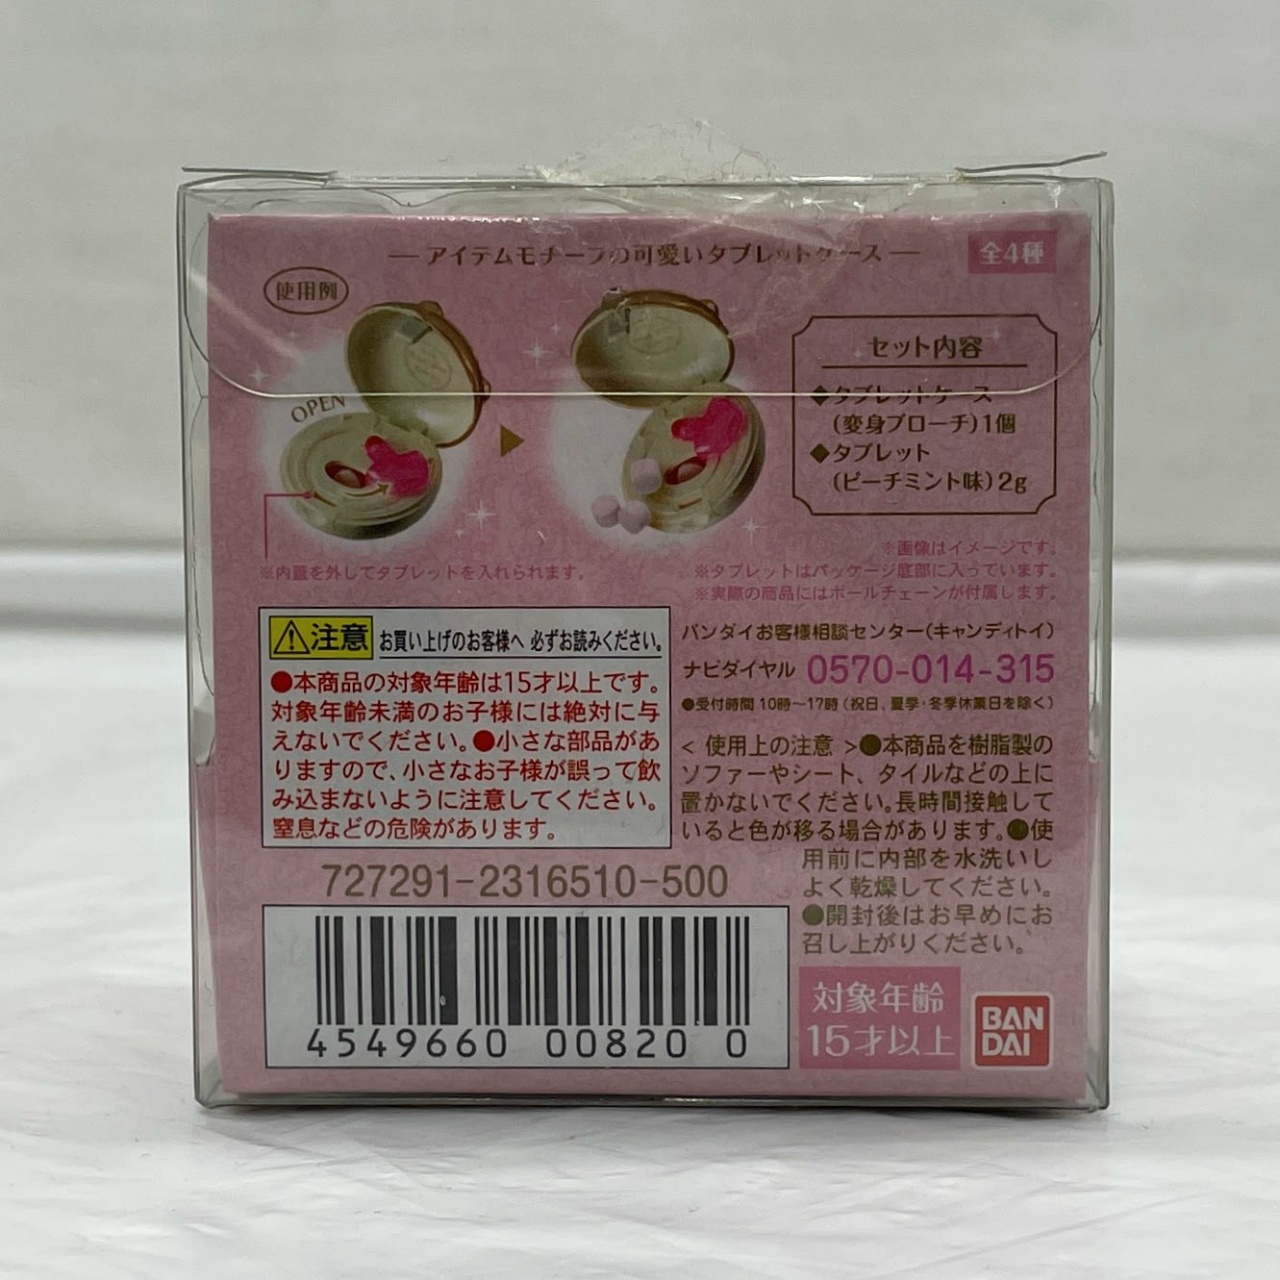 アイテムモチーフの可愛いタブレットケース
全4種
使用例
OPEN
※内蓋を外してタブレットを入れられます。
セット内容
◆タブレットケース
(変身ブローチ)1個
◆タブレット
(ピーチミント味)2g
※画像はイメージです。
※タブレットはパッケージ底部に入っています。
※実際の商品にはボールチェーンが付属します。
注意 お買い上げのお客様へ 必ずお読みください。
●本商品の対象年齢は15才以上です。
対象年齢未満のお子様には絶対に与
えないでください。●小さな部品があ
りますので、小さなお子様が誤って飲
み込まないように注意してください。
窒息などの危険があります。
バンダイお客様相談センター(キャンディトイ)
ナビダイヤル 0570-014-315
●受付時間 10時〜17時(祝日、夏季・冬季休業日を除く)
< 使用上の注意 >●本商品を樹脂製の
ソファーやシート、タイルなどの上に
置かないでください。長時間接触して
いると色が移る場合があります。●使
用前に内部を水洗いし
よく乾燥してください。
●開封後はお早めにお
召し上がりください。
727291-2316510-500
4549660 00820 0
対象年齢
15才以上
BAN
DAI